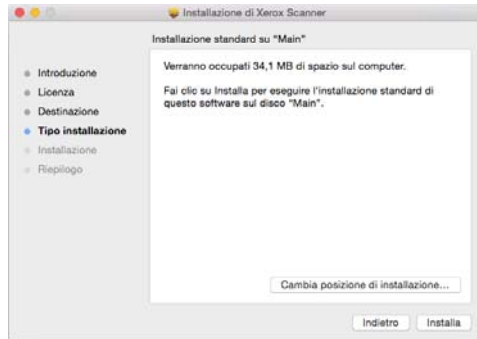 Installazione di Xerox Scanner
Installazione standard su "Main"
Introduzione
Licenza
Destinazione
Tipo installazione
Installazione
Riepilogo
Verranno occupati 34,1 MB di spazio sul computer.
Fai clic su Installa per eseguire l'installazione standard di
questo software sul disco "Main".
Cambia posizione di installazione...
Indietro
Installa